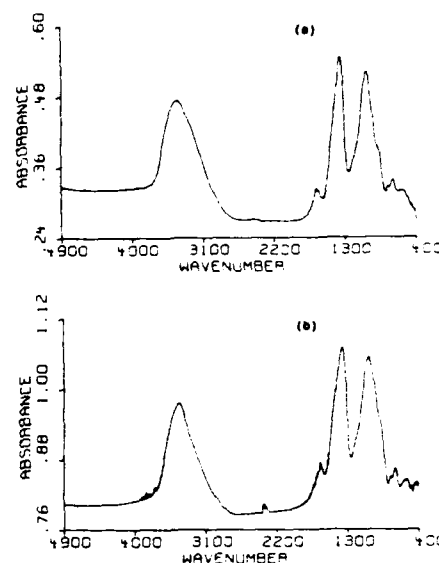 (a)
.60
.48
.36
.24
ABSORBANCE
4900 4000 3100 2200 1300 400
WAVENUMBER
(b)
1.12
1.00
.88
.76
ABSORBANCE
4900 4000 3100 2200 1300 400
WAVENUMBER